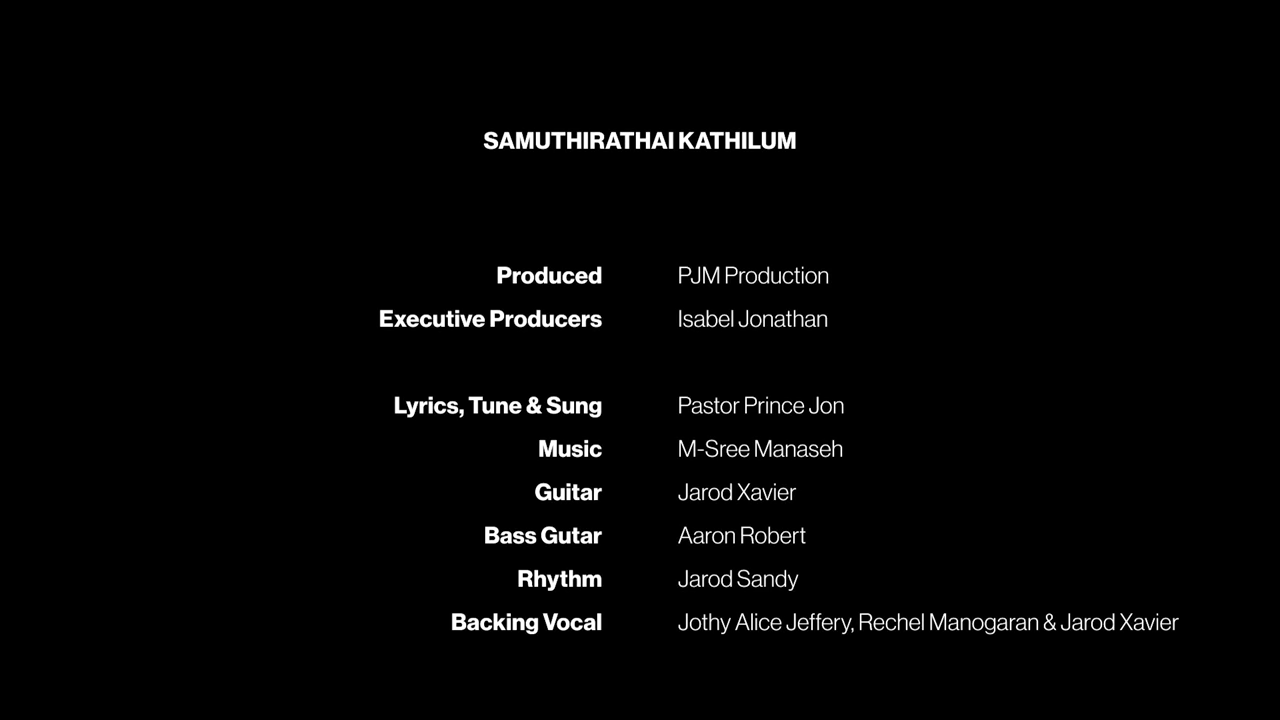 SAMUTHIRATHAI KATHILUM
Produced PJM Production
Executive Producers Isabel Jonathan
Lyrics, Tune & Sung Pastor Prince Jon
Music M-Sree Manaseh
Guitar Jarod Xavier
Bass Gutar Aaron Robert
Rhythm Jarod Sandy
Backing Vocal Jothy Alice Jeffery, Rechel Manogaran & Jarod Xavier